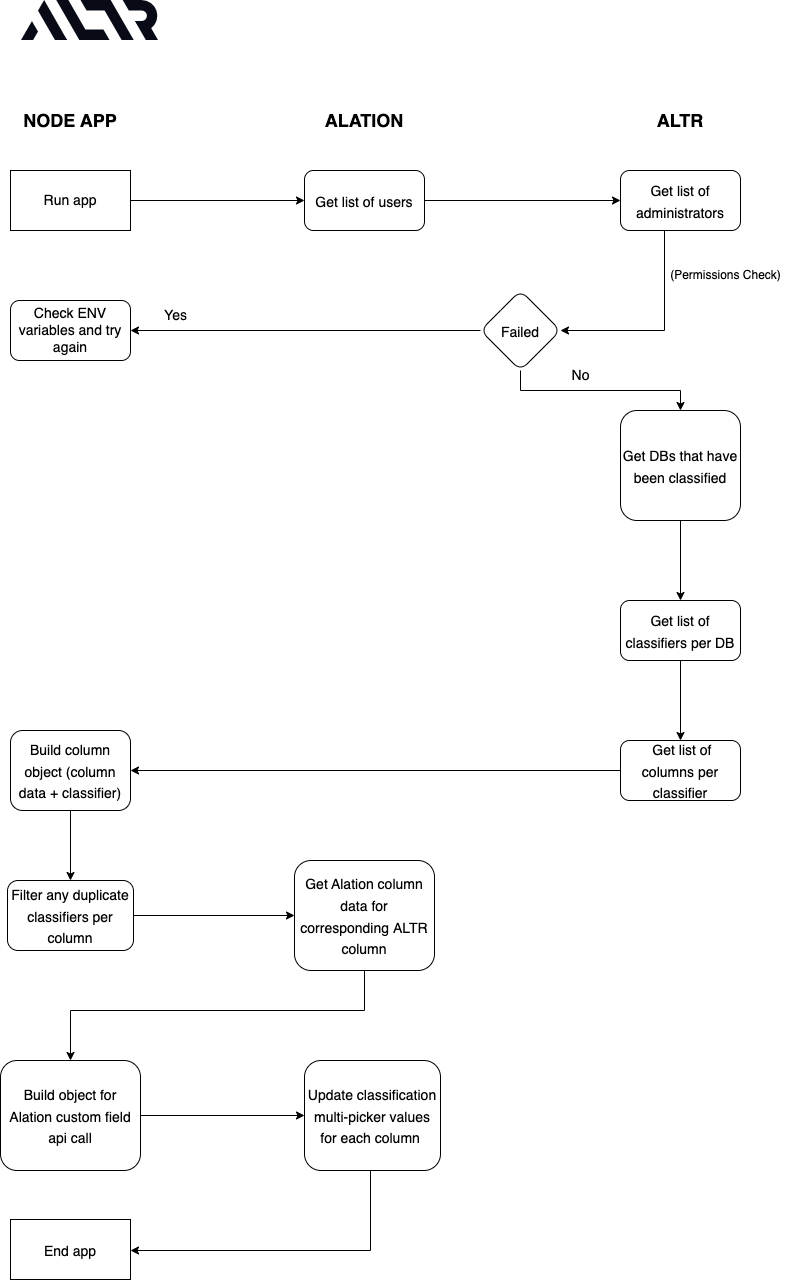 ALTR
NODE APP
ALATION
ALTR
Run app
Get list of users
Get list of
administrators
(Permissions Check)
Check ENV
variables and try
again
Yes
Failed
No
Get DBs that have
been classified
Get list of
classifiers per DB
Get list of
columns per
classifier
Build column
object (column
data + classifier)
Filter any duplicate
classifiers per
column
Get Alation column
data for
corresponding ALTR
column
Build object for
Alation custom field
api call
Update classification
multi-picker values
for each column
End app